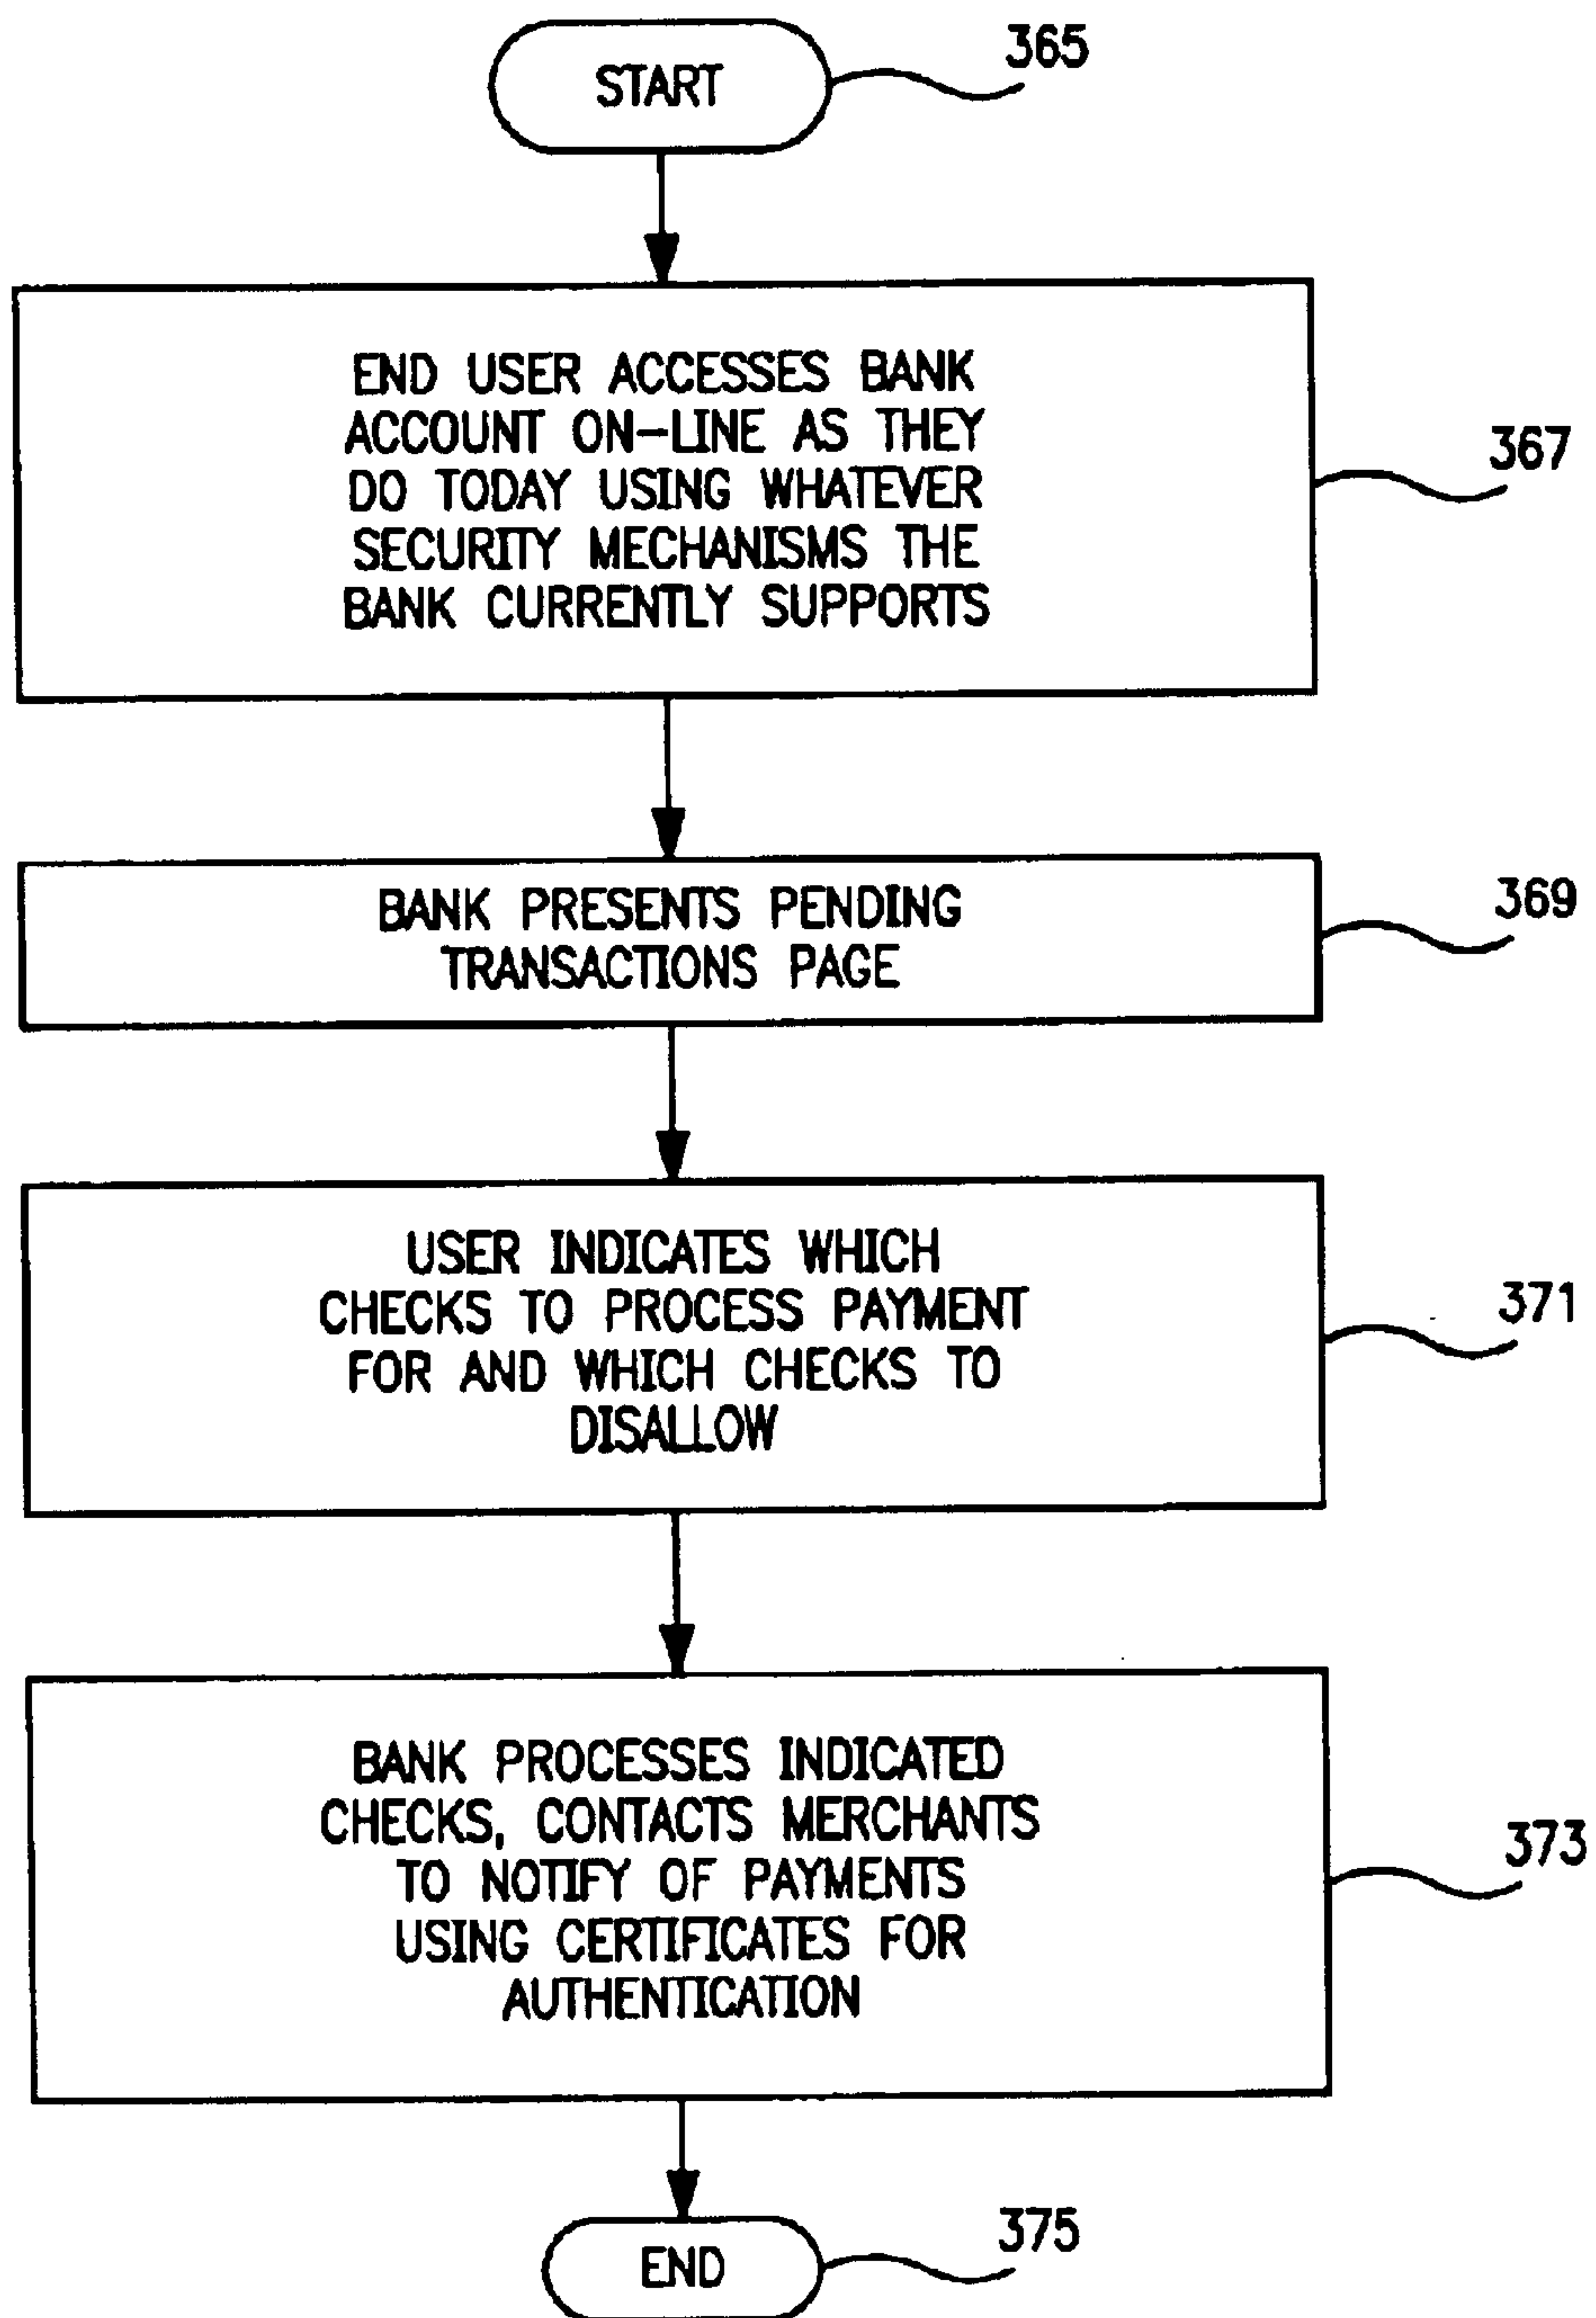 START
365
END USER ACCESSES BANK
ACCOUNT ON-LINE AS THEY
DO TODAY USING WHATEVER
SECURITY MECHANISMS THE
BANK CURRENTLY SUPPORTS
367
BANK PRESENTS PENDING
TRANSACTIONS PAGE
369
USER INDICATES WHICH
CHECKS TO PROCESS PAYMENT
FOR AND WHICH CHECKS TO
DISALLOW
371
BANK PROCESSES INDICATED
CHECKS, CONTACTS MERCHANTS
TO NOTIFY OF PAYMENTS
USING CERTIFICATES FOR
AUTHENTICATION
373
END
375